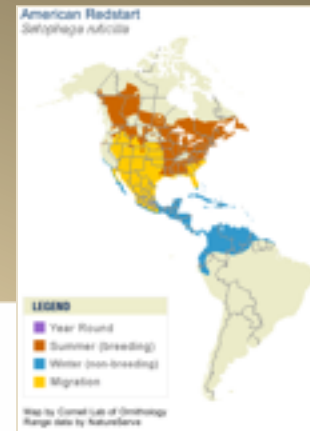 American Redstart
Setophaga ruticilla
LEGEND
Year Round
Summer (breeding)
Winter (non-breeding)
Migration
Map by Cornell Lab of Ornithology
Range data by NatureServe